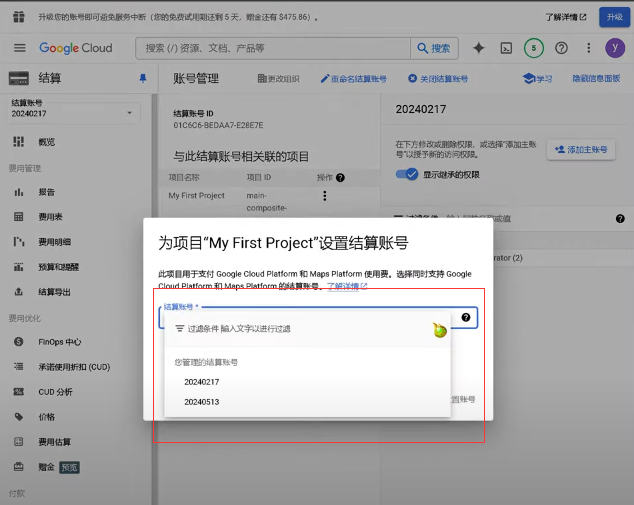 升级您的账号即可避免服务中断（您的免费试用期还剩 5 天，赠金还有 $475.86）。
了解详情
升级
Google Cloud
搜索 (/) 资源、文档、产品等
搜索
5
y
结算
账号管理
更改组织
重命名结算账号
关闭结算账号
学习
隐藏信息面板
结算账号
20240217
概览
费用管理
报告
费用表
费用明细
预算和提醒
结算导出
费用优化
FinOps 中心
承诺使用折扣 (CUD)
CUD 分析
价格
费用估算
赠金 预览
付款
结算账号 ID
01C6C6-BEDAA7-E28E7E
与此结算账号相关联的项目
项目名称
项目 ID
操作
My First Project
main-
composite-
20240217
在下方修改或删除权限，或选择“添加主账
号”以授予新的访问权限。
添加主账号
显示继承的权限
rator (2)
为项目“My First Project”设置结算账号
此项目用于支付 Google Cloud Platform 和 Maps Platform 使用费。选择同时支持 Google
Cloud Platform 和 Maps Platform 的结算账号。了解详情
结算账号 *
过滤条件 输入文字以进行过滤
您管理的结算账号
20240217
20240513
置账号